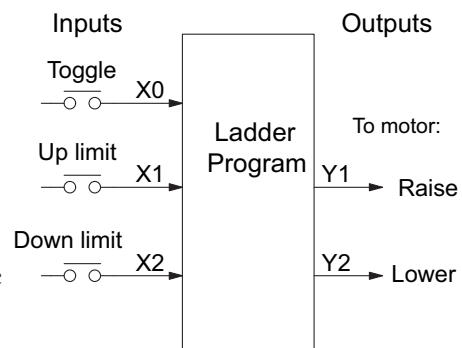 Inputs
Outputs
Toggle
X0
Ladder
Program
To motor:
Up limit
X1
Y1
Raise
Down limit
X2
Y2
Lower